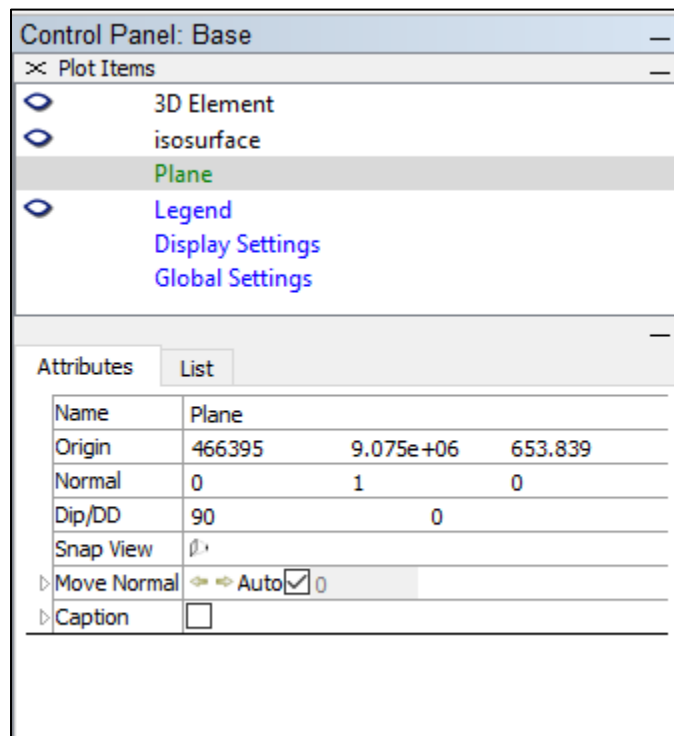 Control Panel: Base
Plot Items
3D Element
isosurface
Plane
Legend
Display Settings
Global Settings
Attributes List
Name Plane
Origin 466395 9.075e+06 653.839
Normal 0 1 0
Dip/DD 90 0
Snap View
Move Normal Auto 0
Caption